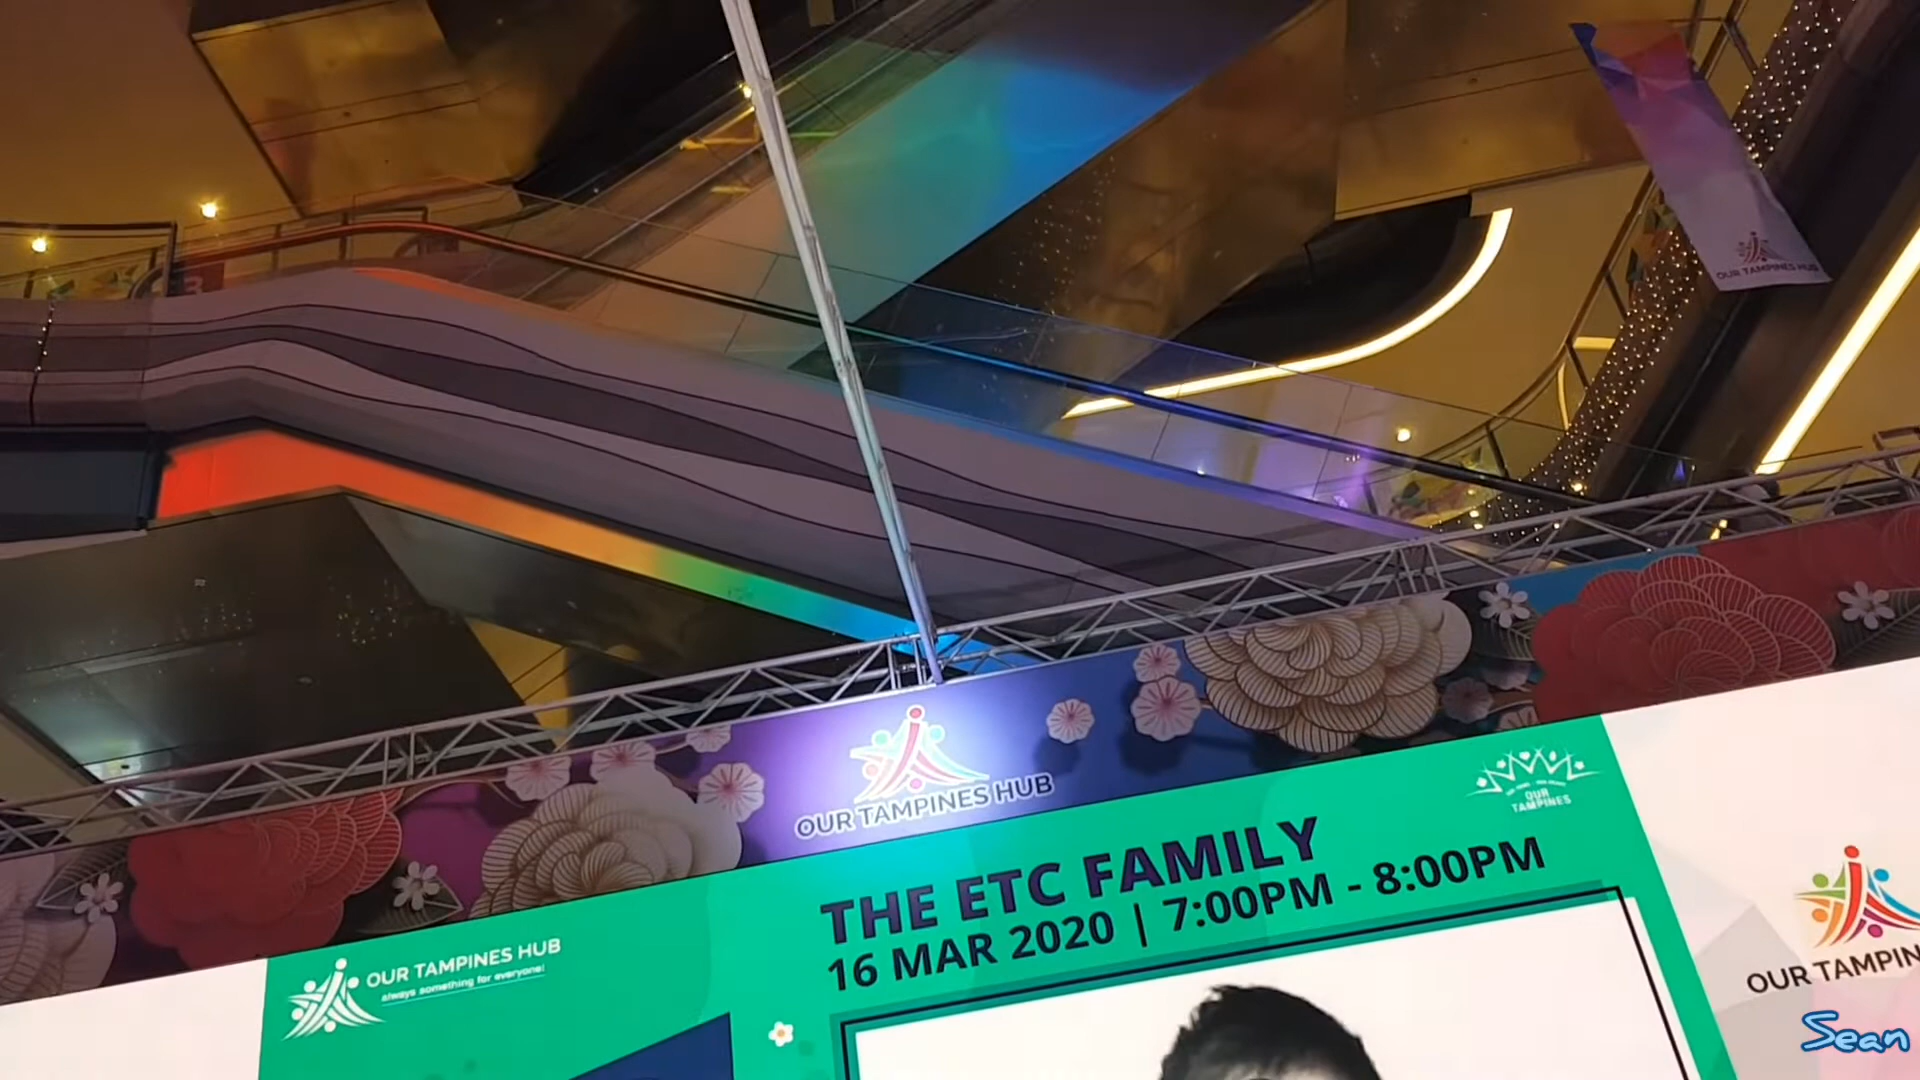 OUR TAMPINES HUB
OUR TAMPINES HUB
OUR
TAMPINES
THE ETC FAMILY
16 MAR 2020 | 7:00PM - 8:00PM
OUR TAMPINES HUB
always something for everyone!
OUR TAMPIN
Sean